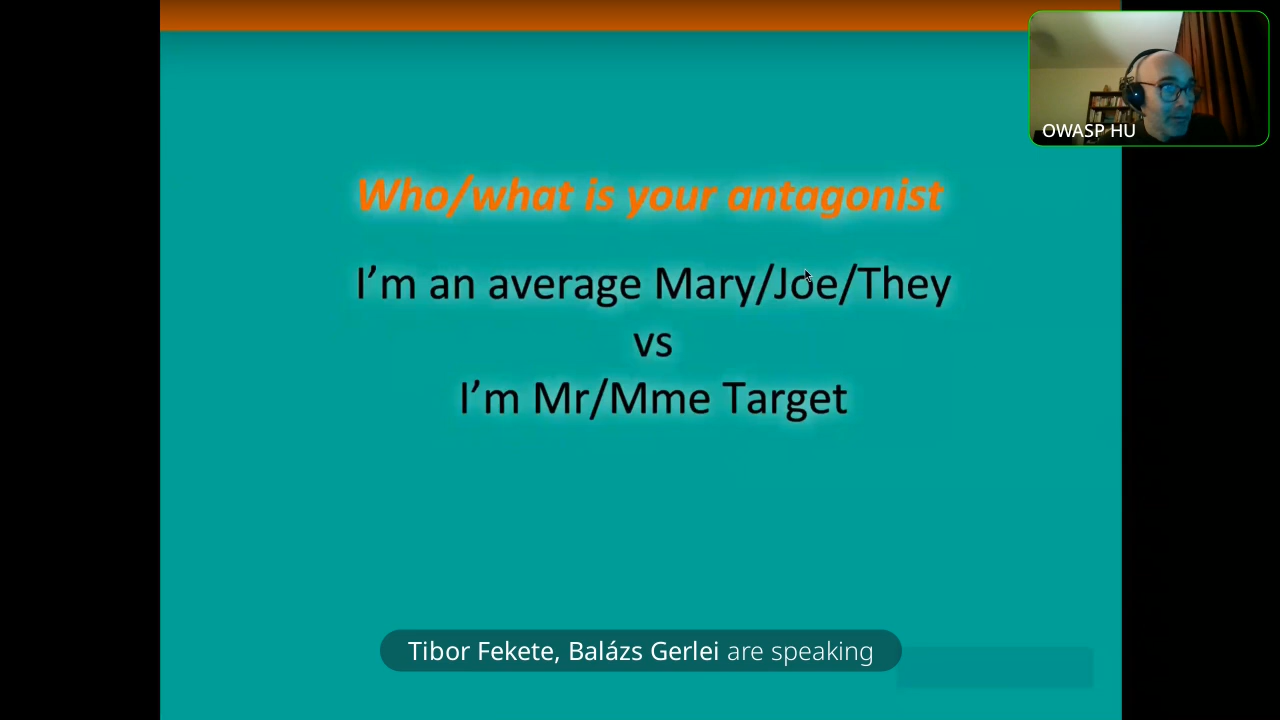 OWASP HU
Who/what is your antagonist
I'm an average Mary/Joe/They
vs
I'm Mr/Mme Target
Tibor Fekete, Balázs Gerlei are speaking